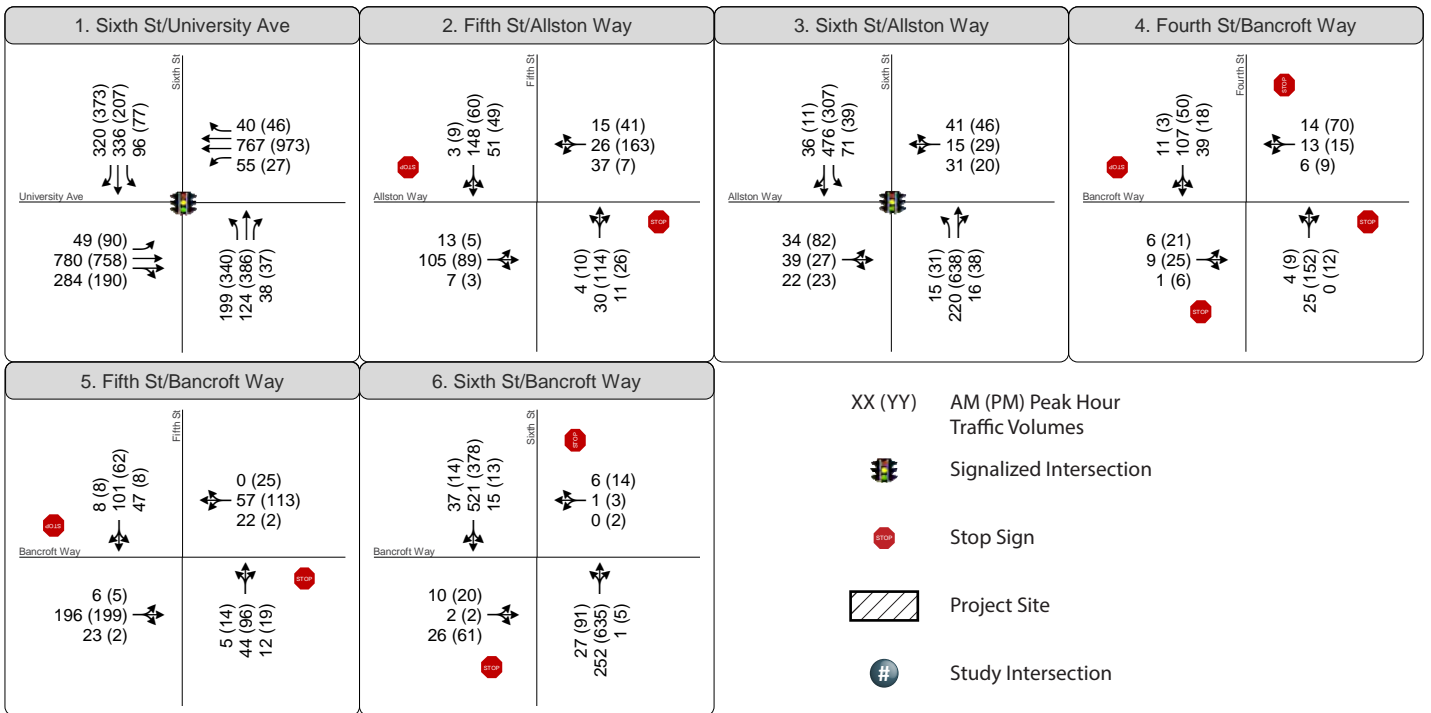 1. Sixth St/University Ave
Sixth St
320 (373)
336 (207)
96 (77)
40 (46)
767 (973)
55 (27)
University Ave
49 (90)
780 (758)
284 (190)
199 (340)
124 (386)
38 (37)
2. Fifth St/Allston Way
Fifth St
3 (9)
148 (60)
51 (49)
15 (41)
26 (163)
37 (7)
STOP
Allston Way
STOP
13 (5)
105 (89)
7 (3)
4 (10)
30 (114)
11 (26)
3. Sixth St/Allston Way
Sixth St
36 (11)
476 (307)
71 (39)
41 (46)
15 (29)
31 (20)
Allston Way
34 (82)
39 (27)
22 (23)
15 (31)
220 (638)
16 (38)
4. Fourth St/Bancroft Way
Fourth St
STOP
11 (3)
107 (50)
39 (18)
14 (70)
13 (15)
6 (9)
STOP
Bancroft Way
STOP
6 (21)
9 (25)
1 (6)
4 (9)
25 (152)
0 (12)
STOP
5. Fifth St/Bancroft Way
Fifth St
8 (8)
101 (62)
47 (8)
0 (25)
57 (113)
22 (2)
STOP
Bancroft Way
STOP
6 (5)
196 (199)
23 (2)
5 (14)
44 (96)
12 (19)
6. Sixth St/Bancroft Way
Sixth St
STOP
37 (14)
521 (378)
15 (13)
6 (14)
1 (3)
0 (2)
Bancroft Way
10 (20)
2 (2)
26 (61)
27 (91)
252 (635)
1 (5)
STOP
XX (YY) AM (PM) Peak Hour
Traffic Volumes
Signalized Intersection
STOP Stop Sign
Project Site
# Study Intersection